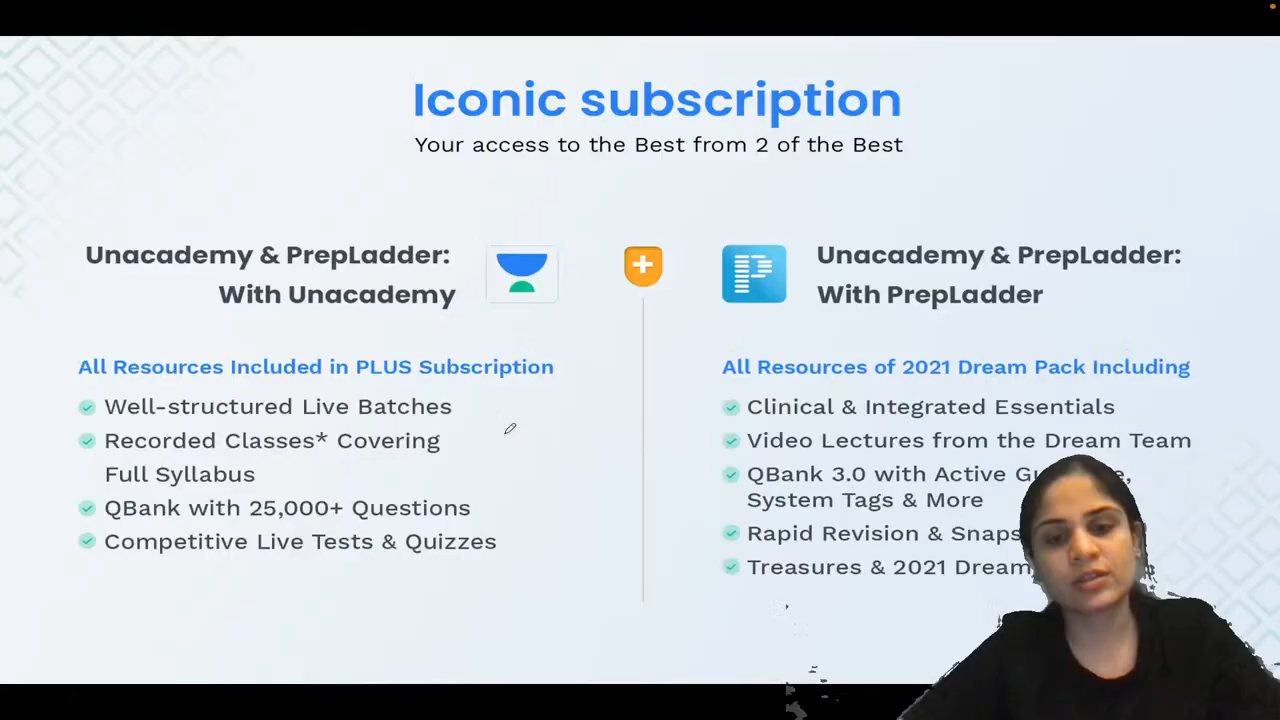 Iconic subscription
Your access to the Best from 2 of the Best
Unacademy & PrepLadder:
With Unacademy
All Resources Included in PLUS Subscription
Well-structured Live Batches
Recorded Classes* Covering
Full Syllabus
QBank with 25,000+ Questions
Competitive Live Tests & Quizzes
Unacademy & PrepLadder:
With PrepLadder
All Resources of 2021 Dream Pack Including
Clinical & Integrated Essentials
Video Lectures from the Dream Team
QBank 3.0 with Active
System Tags & More
Rapid Revision &
Treasures & 2021 Dream